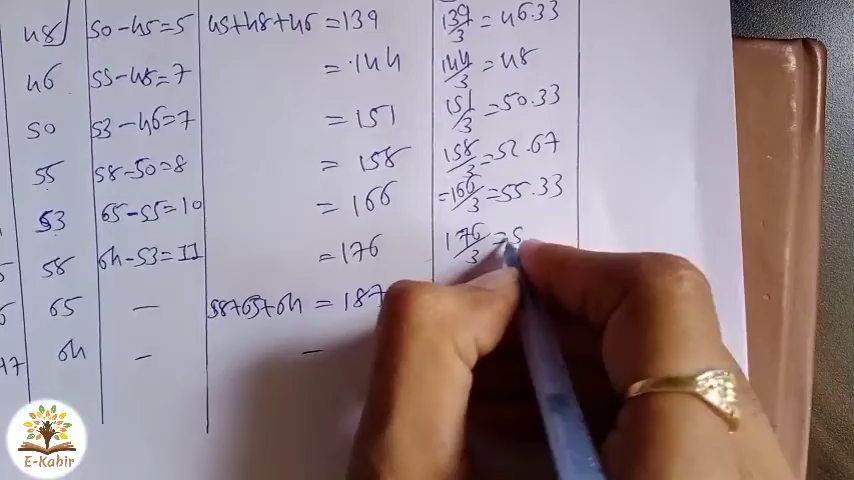 48 50-45=5 45+48+46 =139 139/3 =46.33
46 55-48=7 =144 144/3 =48
50 53-46=7 =151 151/3 =50.33
55 58-50=8 =158 158/3 =52.67
53 65-55=10 =166 =166/3 =55.33
58 64-53=11 =176 176/3 =5
65 — 58+65+64 = 187
47 64 — —
E-Kabir